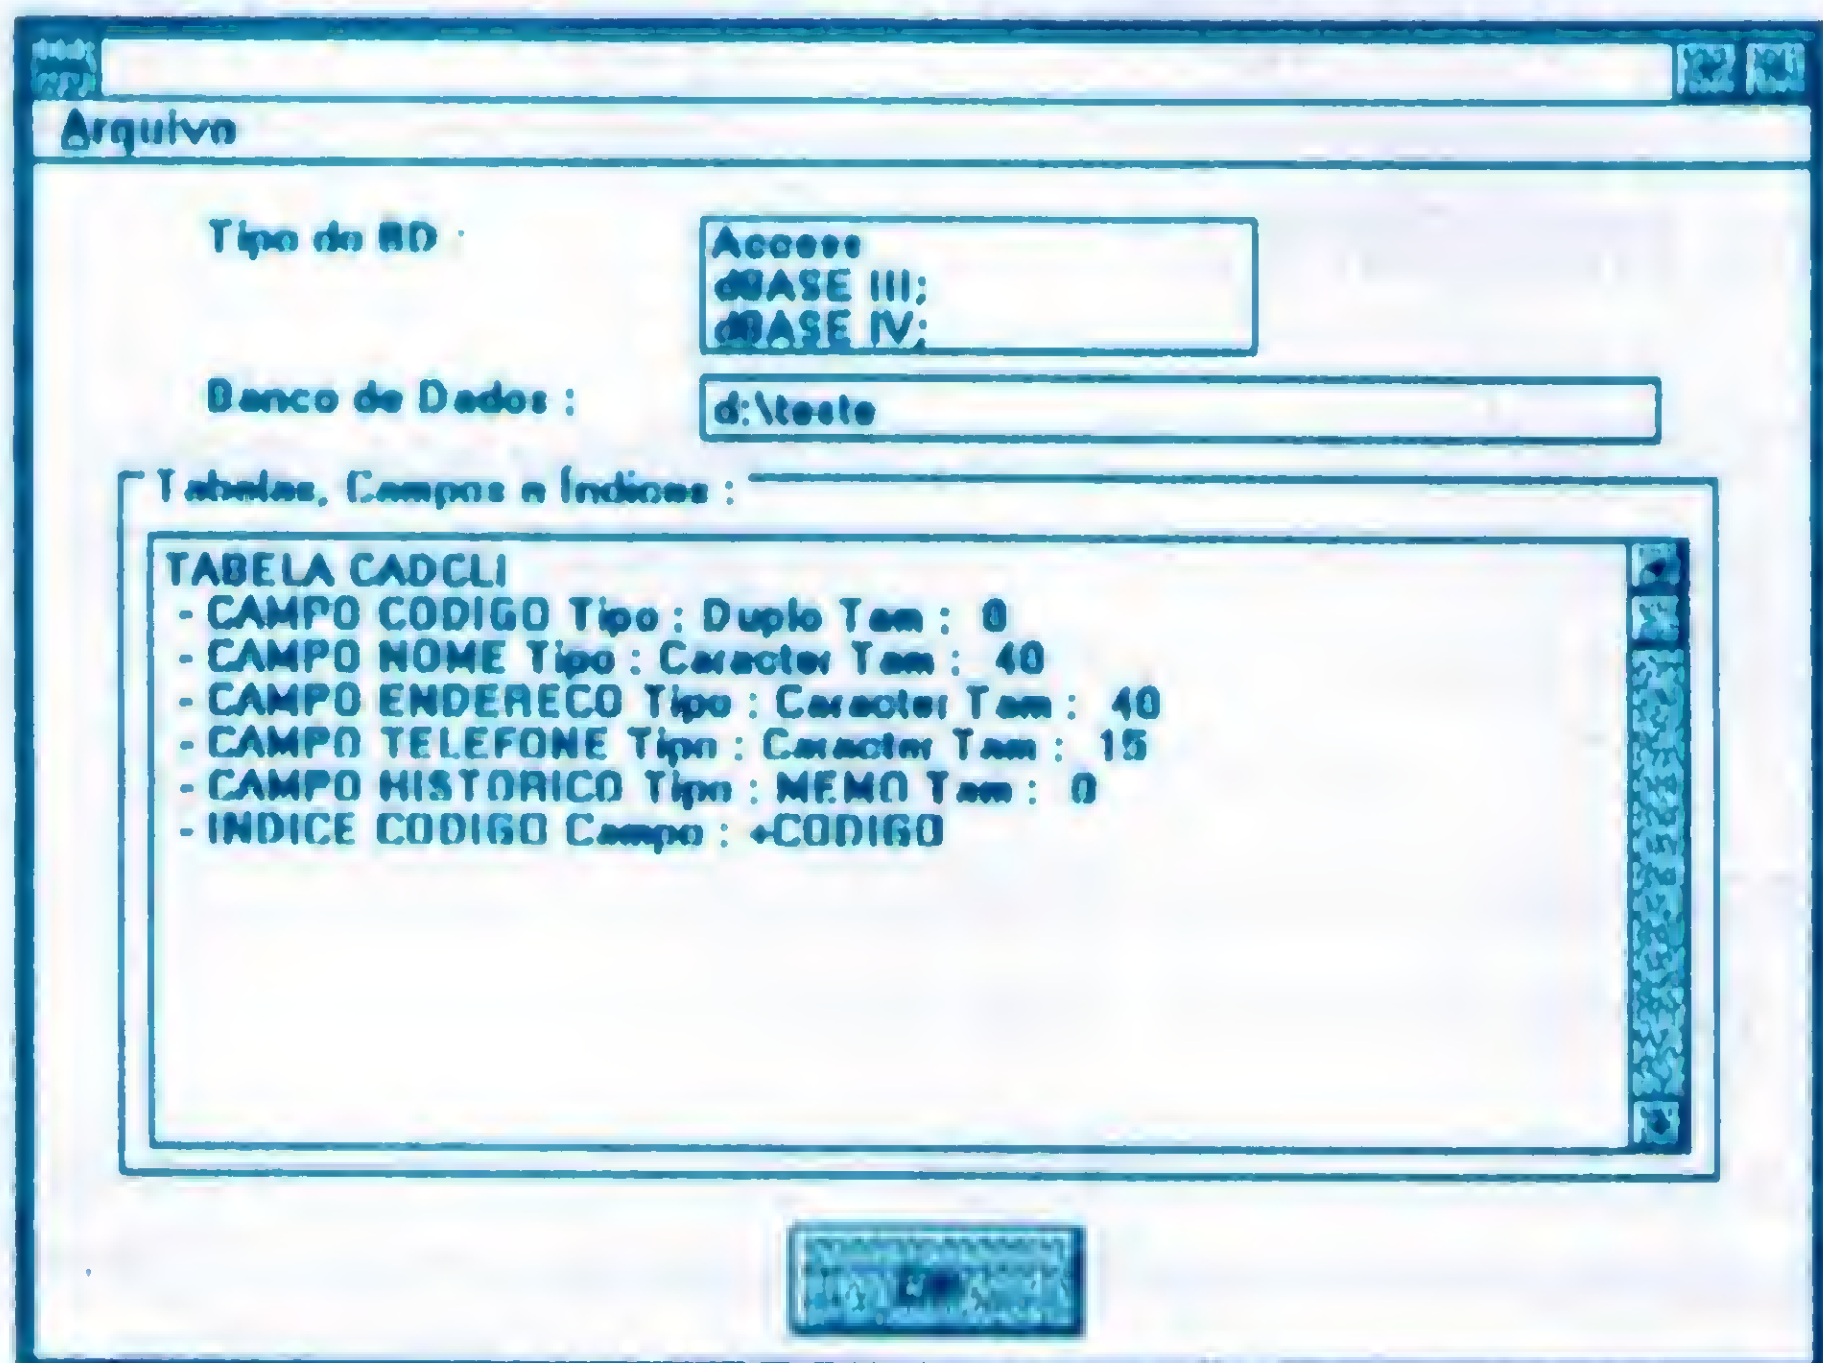 Arquivo
Tipo do BD :
Access
dBASE III;
dBASE IV;
Banco de Dados :
d:\teste
Tabelas, Campos e Índices :
TABELA CADCLI
- CAMPO CODIGO Tipo : Duplo Tam :
- CAMPO NOME Tipo : Caracter Tam : 40
- CAMPO ENDERECO Tipo : Caracter Tam : 40
- CAMPO TELEFONE Tipo : Caracter Tam : 15
- CAMPO HISTORICO Tipo : MEMO Tam : 0
- INDICE CODIGO Campo : +CODIGO